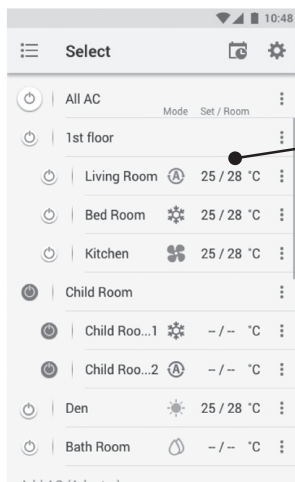 10:48
Select
All AC
Mode Set / Room
1st floor
Living Room A 25 / 28 °C
Bed Room 25 / 28 °C
Kitchen 25 / 28 °C
Child Room
Child Roo...1 -- / -- °C
Child Roo...2 A -- / -- °C
Den 25 / 28 °C
Bath Room -- / -- °C